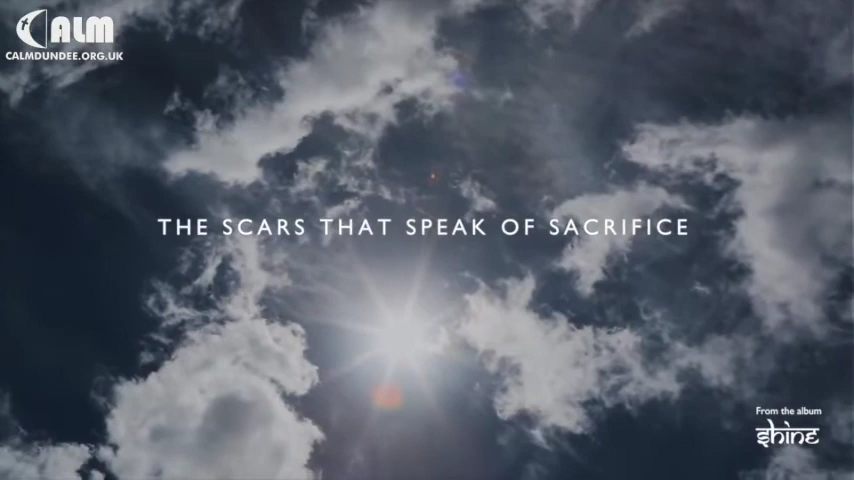 CALM
CALMDUNDEE.ORG.UK
THE SCARS THAT SPEAK OF SACRIFICE
From the album
shine